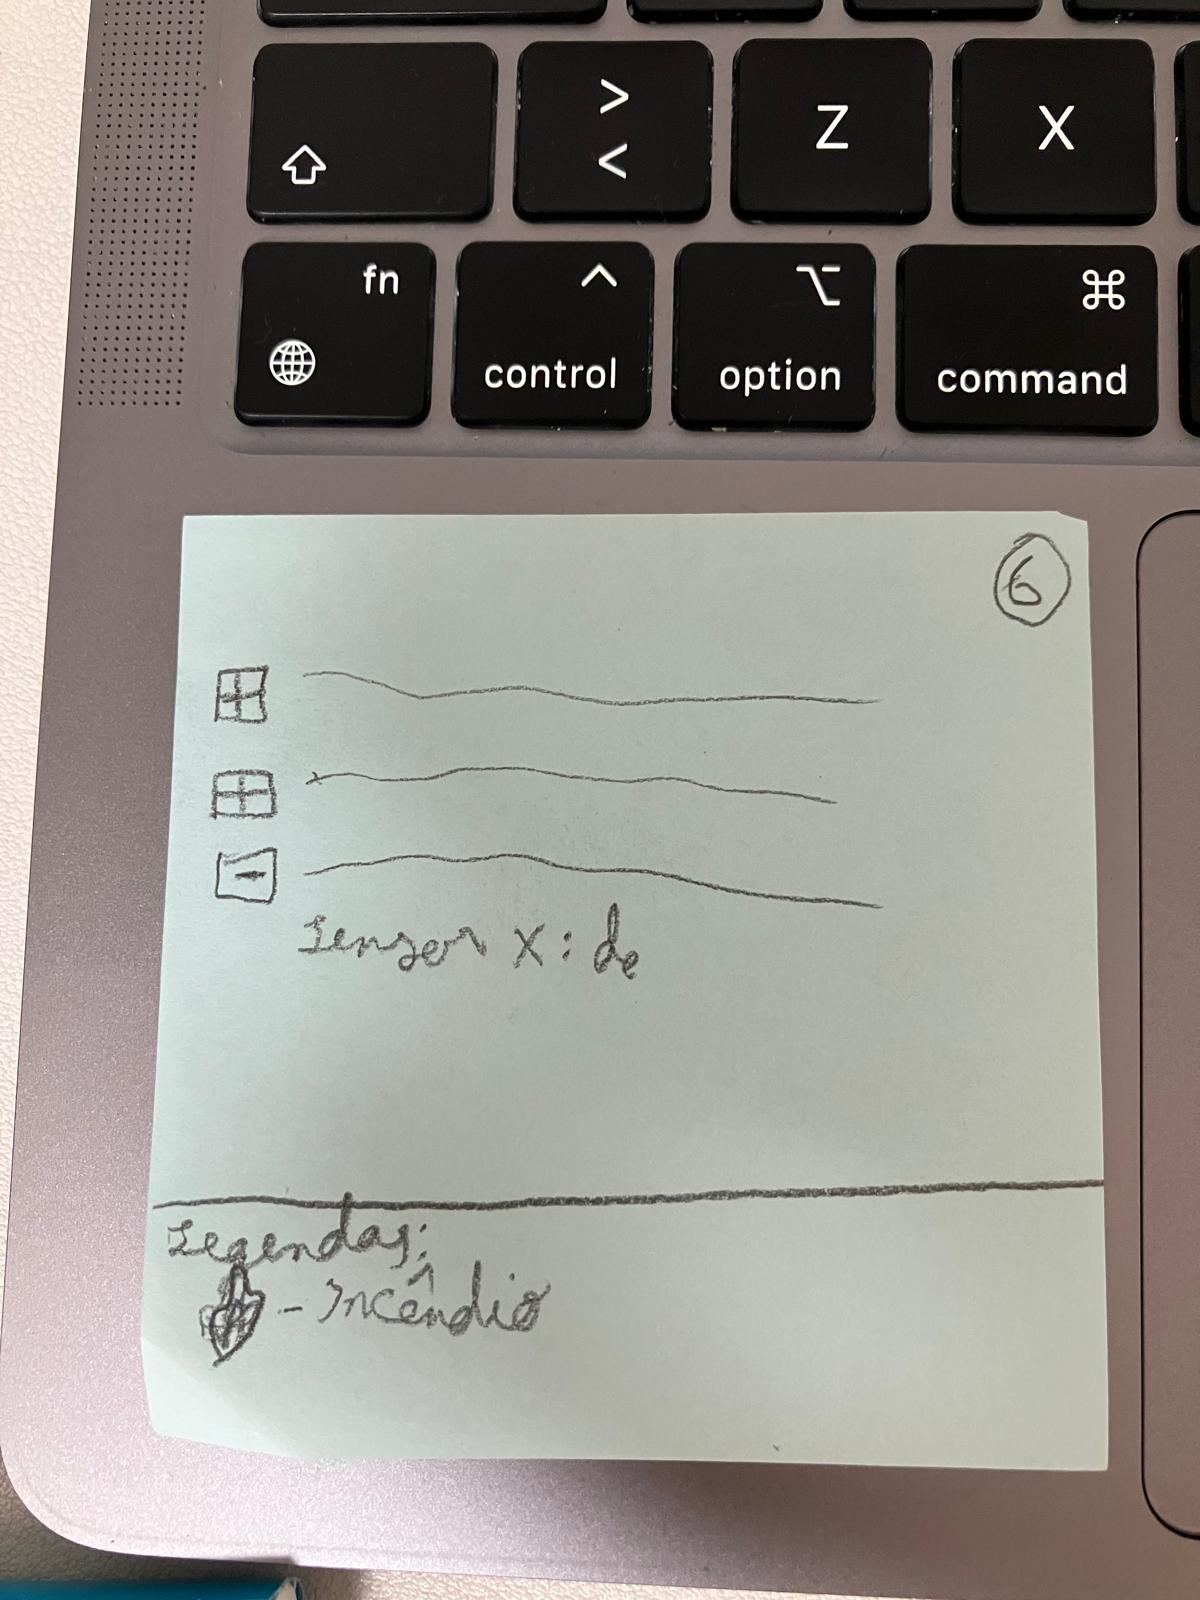 >
<
Z
X
fn
^
control
option
⌘
command
6
Sensor X: de
Legendas:
- Incêndio